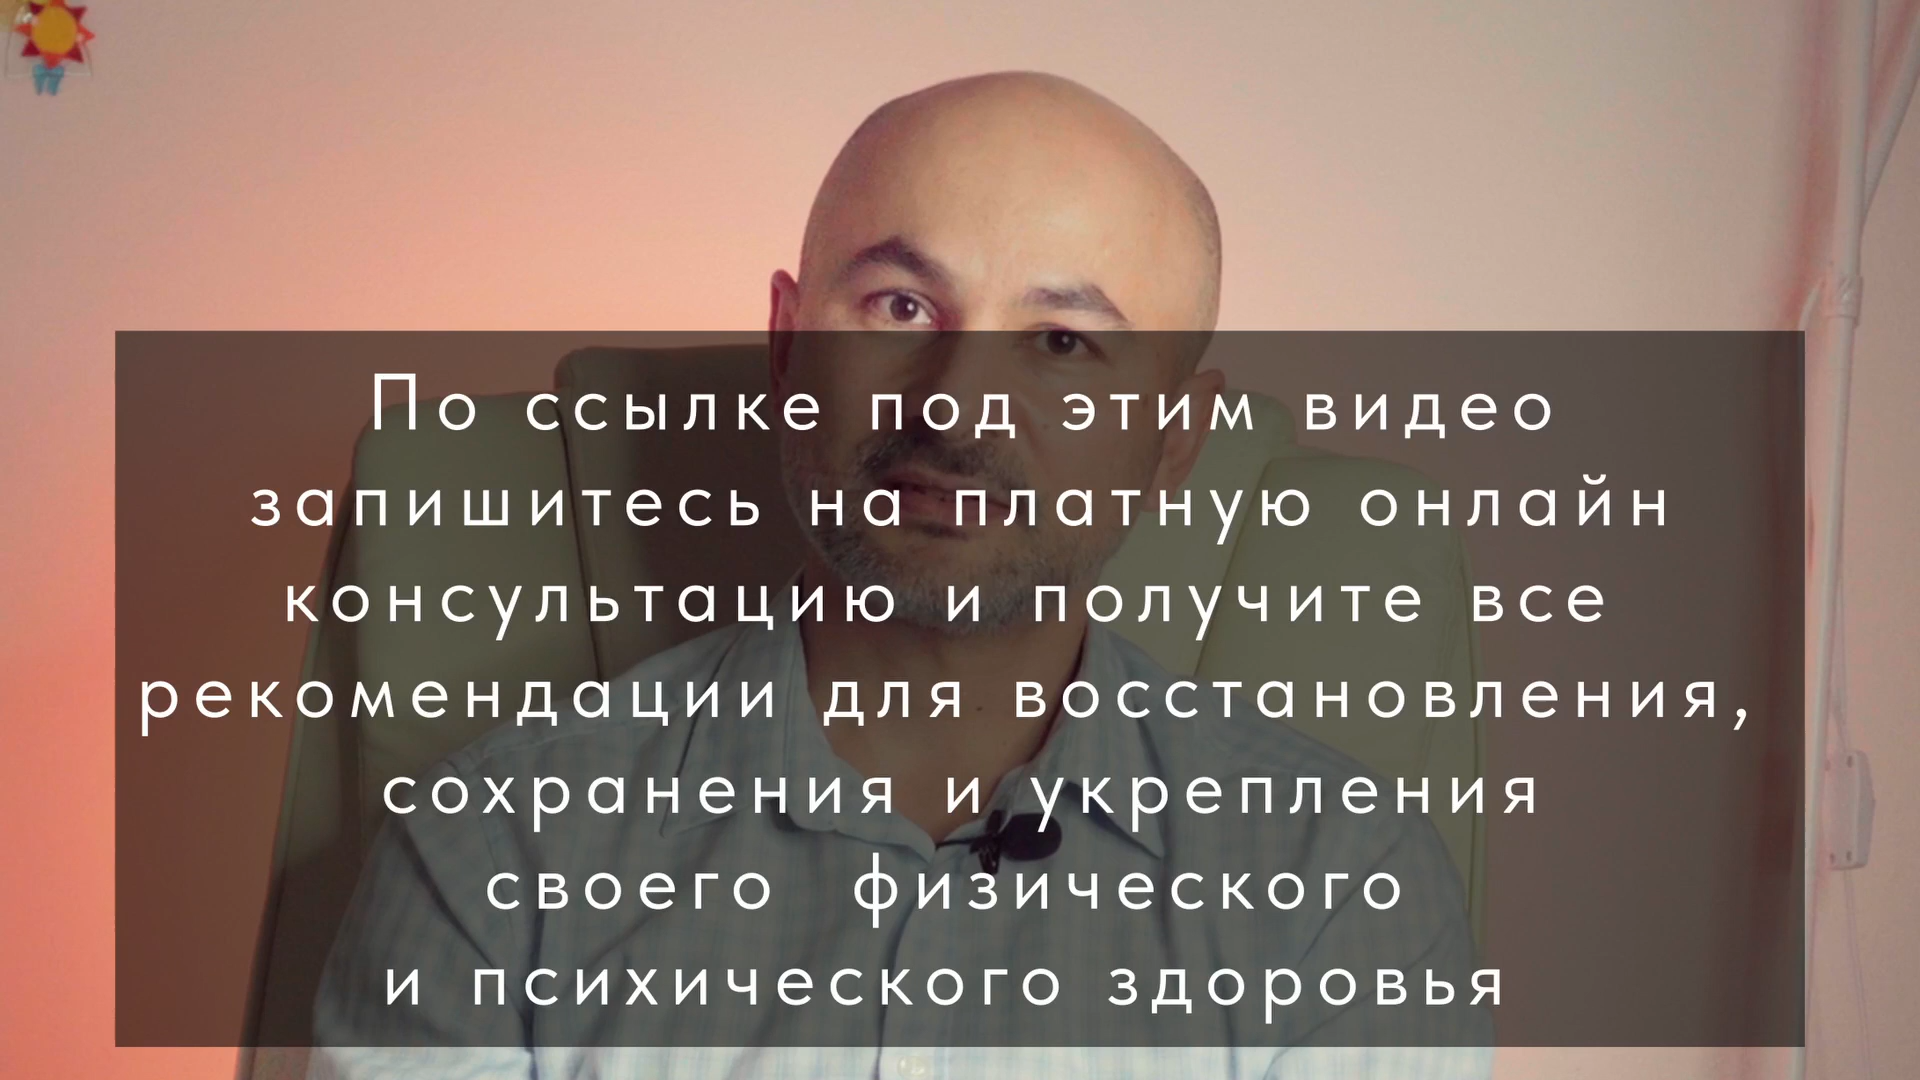 По ссылке под этим видео
запишитесь на платную онлайн
консультацию и получите все
рекомендации для восстановления,
сохранения и укрепления
своего физического
и психического здоровья